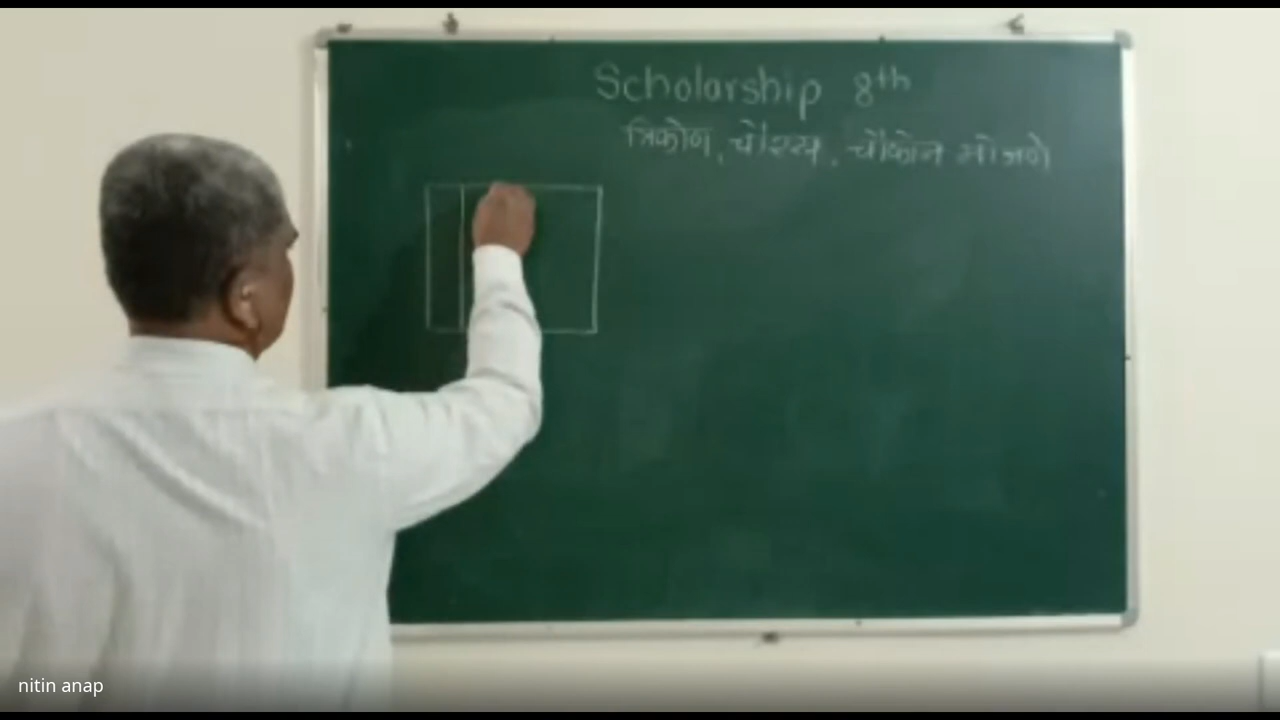 Scholarship 8th
त्रिकोण, चौरस, चौकोन मोजणे
nitin anap